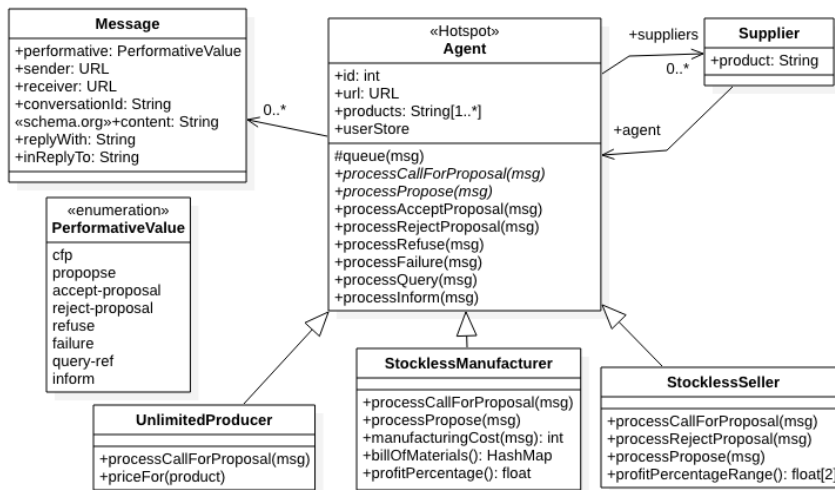 Message
+performative: PerformativeValue
+sender: URL
+receiver: URL
+conversationId: String
«schema.org»+content: String
+replyWith: String
+inReplyTo: String
0..*
«Hotspot»
Agent
+id: int
+url: URL
+products: String[1..*]
+userStore
#queue(msg)
+processCallForProposal(msg)
+processPropose(msg)
+processAcceptProposal(msg)
+processRejectProposal(msg)
+processRefuse(msg)
+processFailure(msg)
+processQuery(msg)
+processInform(msg)
+suppliers
0..*
Supplier
+product: String
+agent
«enumeration»
PerformativeValue
cfp
propopse
accept-proposal
reject-proposal
refuse
failure
query-ref
inform
UnlimitedProducer
+processCallForProposal(msg)
+priceFor(product)
StocklessManufacturer
+processCallForProposal(msg)
+processPropose(msg)
+manufacturingCost(msg): int
+billOfMaterials(): HashMap
+profitPercentage(): float
StocklessSeller
+processCallForProposal(msg)
+processRejectProposal(msg)
+processPropose(msg)
+profitPercentageRange(): float[2]